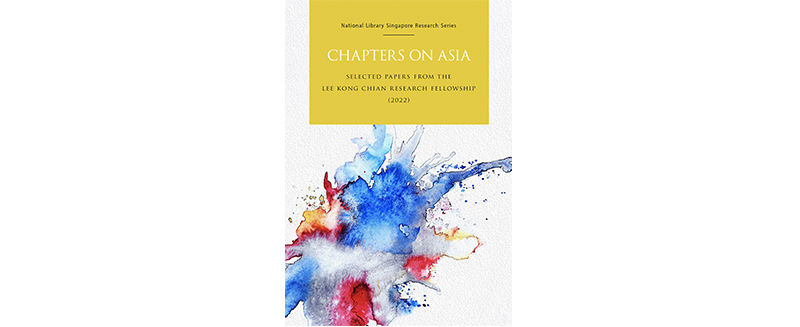 National Library Singapore Research Series
CHAPTERS ON ASIA
SELECTED PAPERS FROM THE
LEE KONG CHIAN RESEARCH FELLOWSHIP
(2022)